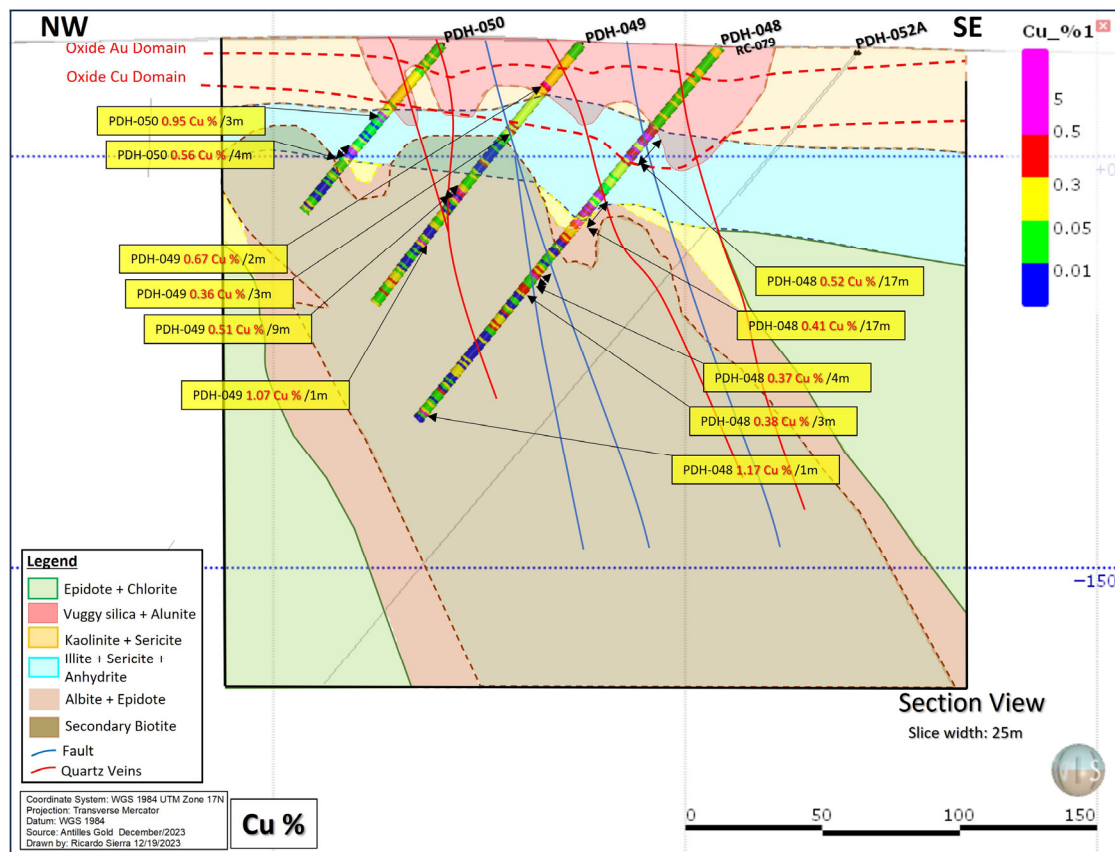 NW
PDH-050
PDH-049
PDH-048
RC-079
PDH-052A
SE
Cu_%1
Oxide Au Domain
Oxide Cu Domain
5
0.5
0.3
0.05
0.01
PDH-050 0.95 Cu % /3m
PDH-050 0.56 Cu % /4m
+0
PDH-049 0.67 Cu % /2m
PDH-049 0.36 Cu % /3m
PDH-049 0.51 Cu % /9m
PDH-049 1.07 Cu % /1m
PDH-048 0.52 Cu % /17m
PDH-048 0.41 Cu % /17m
PDH-048 0.37 Cu % /4m
PDH-048 0.38 Cu % /3m
PDH-048 1.17 Cu % /1m
-150
Legend
Epidote + Chlorite
Vuggy silica + Alunite
Kaolinite + Sericite
Illite + Sericite +
Anhydrite
Albite + Epidote
Secondary Biotite
Fault
Quartz Veins
Section View
Slice width: 25m
Coordinate System: WGS 1984 UTM Zone 17N
Projection: Transverse Mercator
Datum: WGS 1984
Source: Antilles Gold December/2023
Drawn by: Ricardo Sierra 12/19/2023
Cu %
0 50 100 150